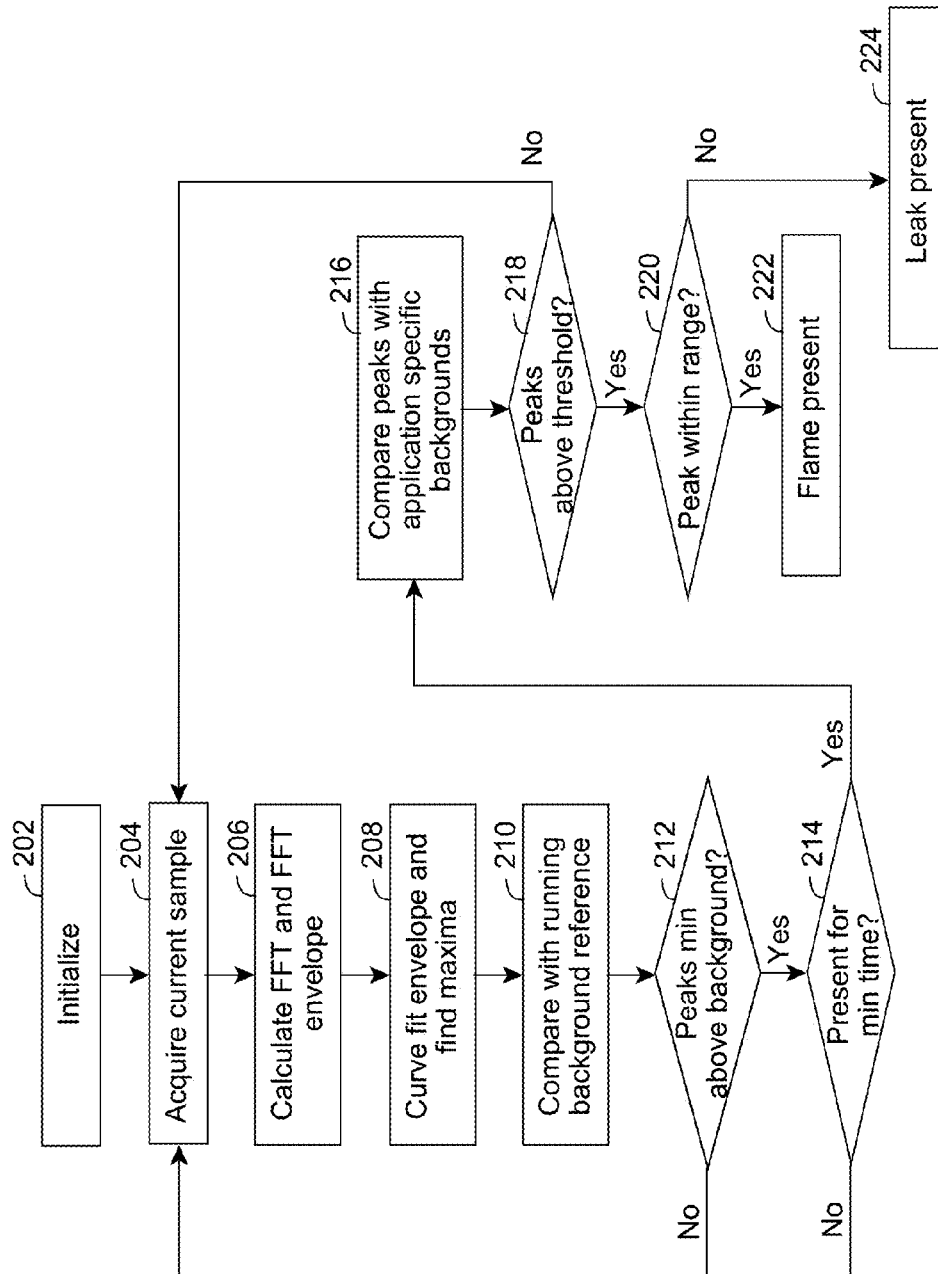 202
Initialize
204
Acquire current sample
206
Calculate FFT and FFT
envelope
208
Curve fit envelope and
find maxima
210
Compare with running
background reference
212
Peaks min
above background?
No
Yes
214
Present for
min time?
No
Yes
216
Compare peaks with
application specific
backgrounds
218
Peaks
above threshold?
No
Yes
220
Peak within range?
No
Yes
222
Flame present
224
Leak present